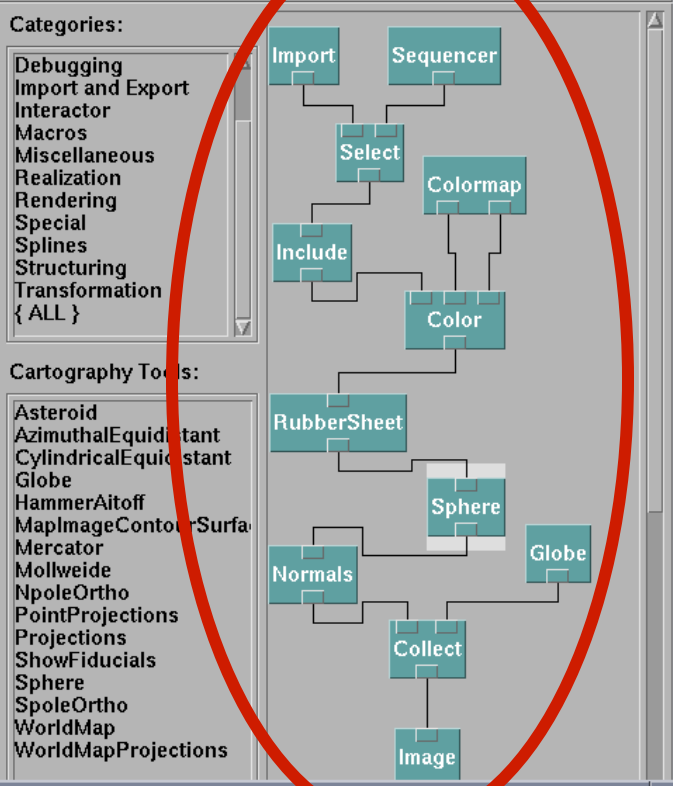 Categories:
Debugging
Import and Export
Interactor
Macros
Miscellaneous
Realization
Rendering
Special
Splines
Structuring
Transformation
{ ALL }
Cartography Tools:
Asteroid
AzimuthalEquidistant
CylindricalEquidistant
Globe
HammerAitoff
MapImageContourSurfa
Mercator
Mollweide
NpoleOrtho
PointProjections
Projections
ShowFiducials
Sphere
SpoleOrtho
WorldMap
WorldMapProjections
Import
Sequencer
Select
Colormap
Include
Color
RubberSheet
Sphere
Globe
Normals
Collect
Image